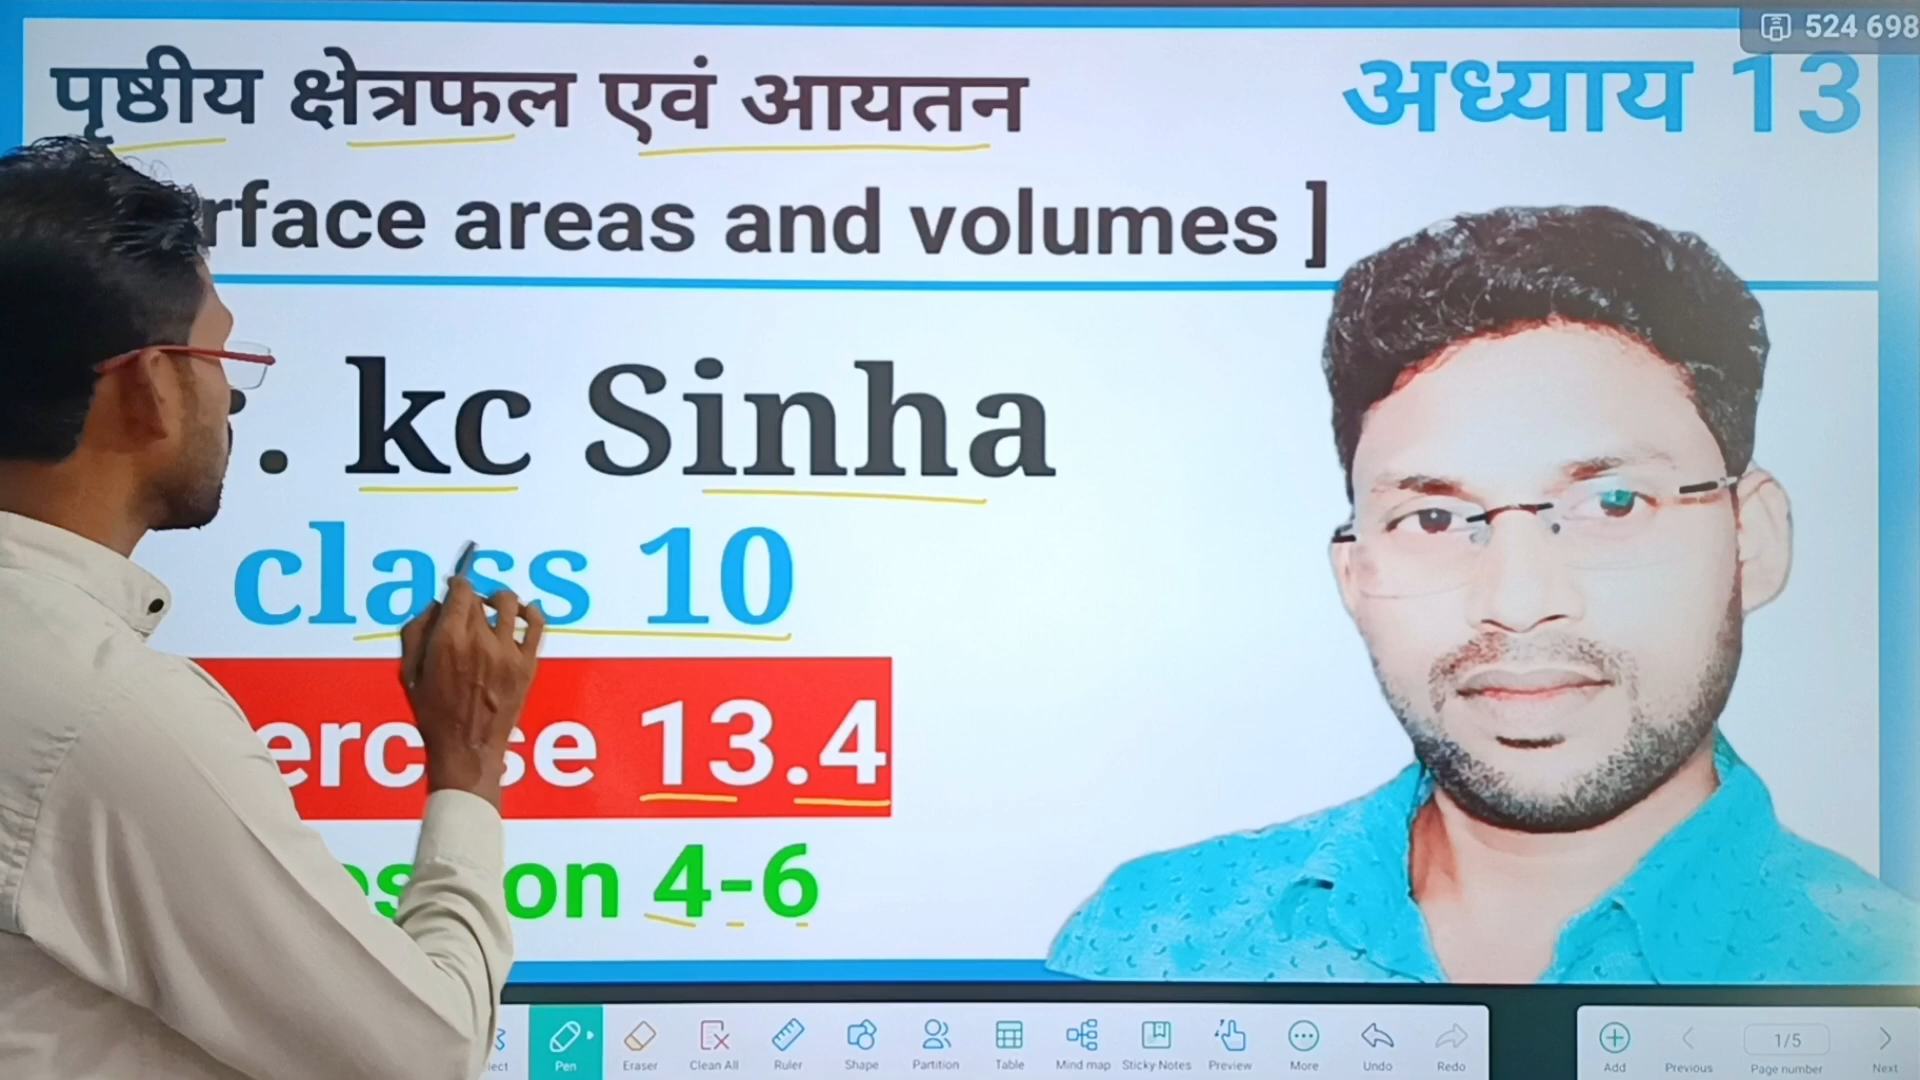 524 698
पृष्ठीय क्षेत्रफल एवं आयतन
अध्याय 13
rface areas and volumes ]
. kc Sinha
class 10
ercise 13.4
on 4-6
Pen
Eraser
Clean All
Ruler
Shape
Partition
Table
Mind map
Sticky Notes
Preview
More
Undo
Redo
Add
Previous
1/5
Page number
Next